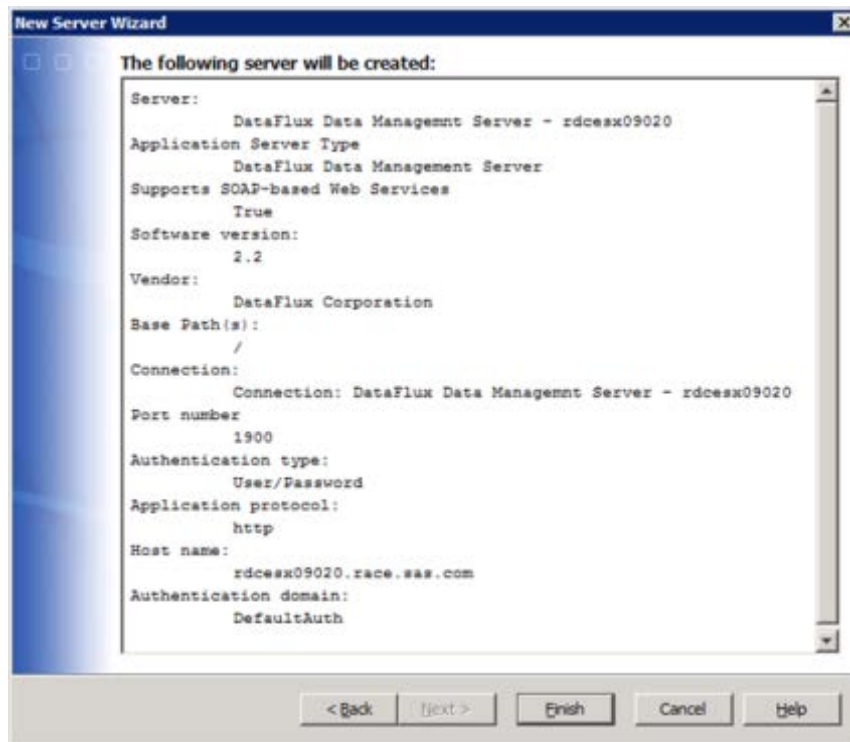 New Server Wizard
The following server will be created:
Server:
DataFlux Data Managemnt Server - rdcesx09020
Application Server Type
DataFlux Data Management Server
Supports SOAP-based Web Services
True
Software version:
2.2
Vendor:
DataFlux Corporation
Base Path(s):
/
Connection:
Connection: DataFlux Data Managemnt Server - rdcesx09020
Port number
1900
Authentication type:
User/Password
Application protocol:
http
Host name:
rdcesx09020.race.sas.com
Authentication domain:
DefaultAuth
< Back Next > Finish Cancel Help